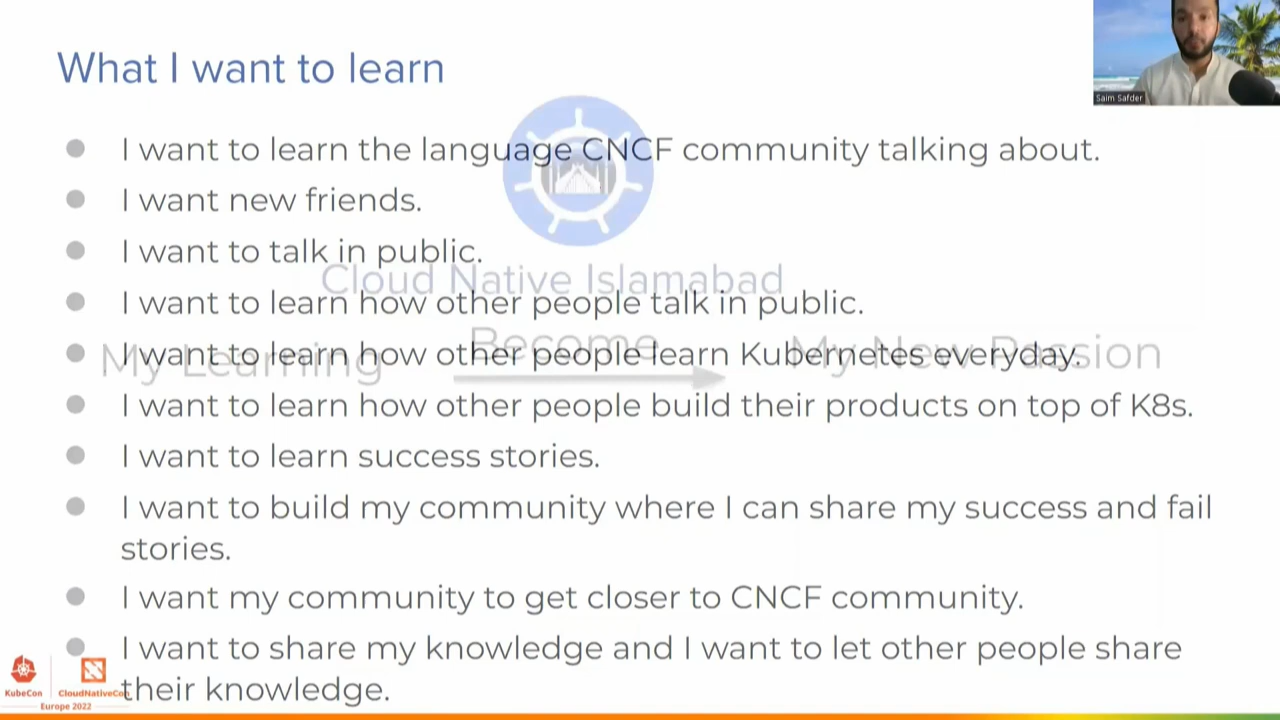 What I want to learn
Saim Safder
I want to learn the language CNCF community talking about.
I want new friends.
I want to talk in public.
Cloud Native Islamabad
I want to learn how other people talk in public.
Become
My Learning
My New Passion
I want to learn how other people learn Kubernetes everyday.
I want to learn how other people build their products on top of K8s.
I want to learn success stories.
I want to build my community where I can share my success and fail
stories.
I want my community to get closer to CNCF community.
I want to share my knowledge and I want to let other people share
their knowledge.
KubeCon
CloudNativeCon
Europe 2022